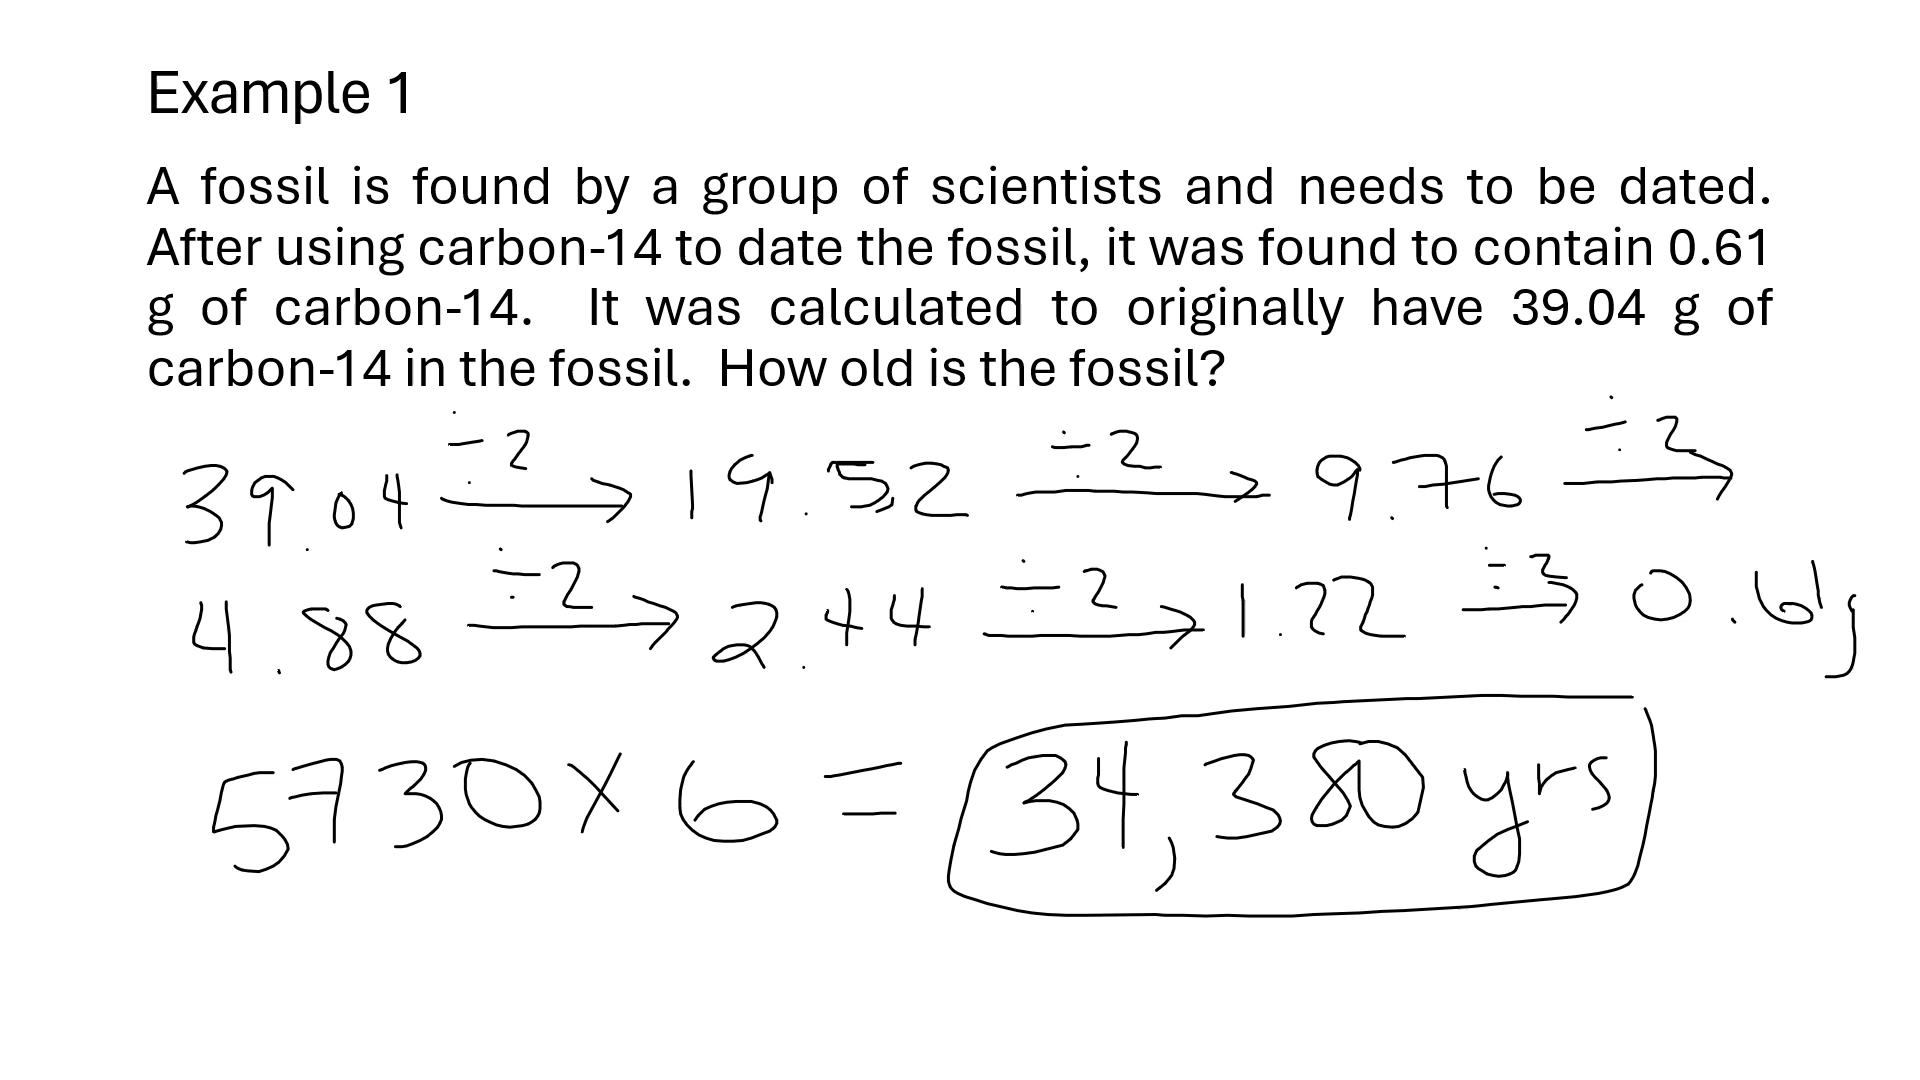 Example 1
A fossil is found by a group of scientists and needs to be dated.
After using carbon-14 to date the fossil, it was found to contain 0.61
g of carbon-14. It was calculated to originally have 39.04 g of
carbon-14 in the fossil. How old is the fossil?
39.04 ÷2→ 19.52 ÷2→ 9.76 ÷2→
4.88 ÷2→ 2.44 ÷2→ 1.22 ÷2→ 0.61g
5730 × 6 = 34,380 yrs